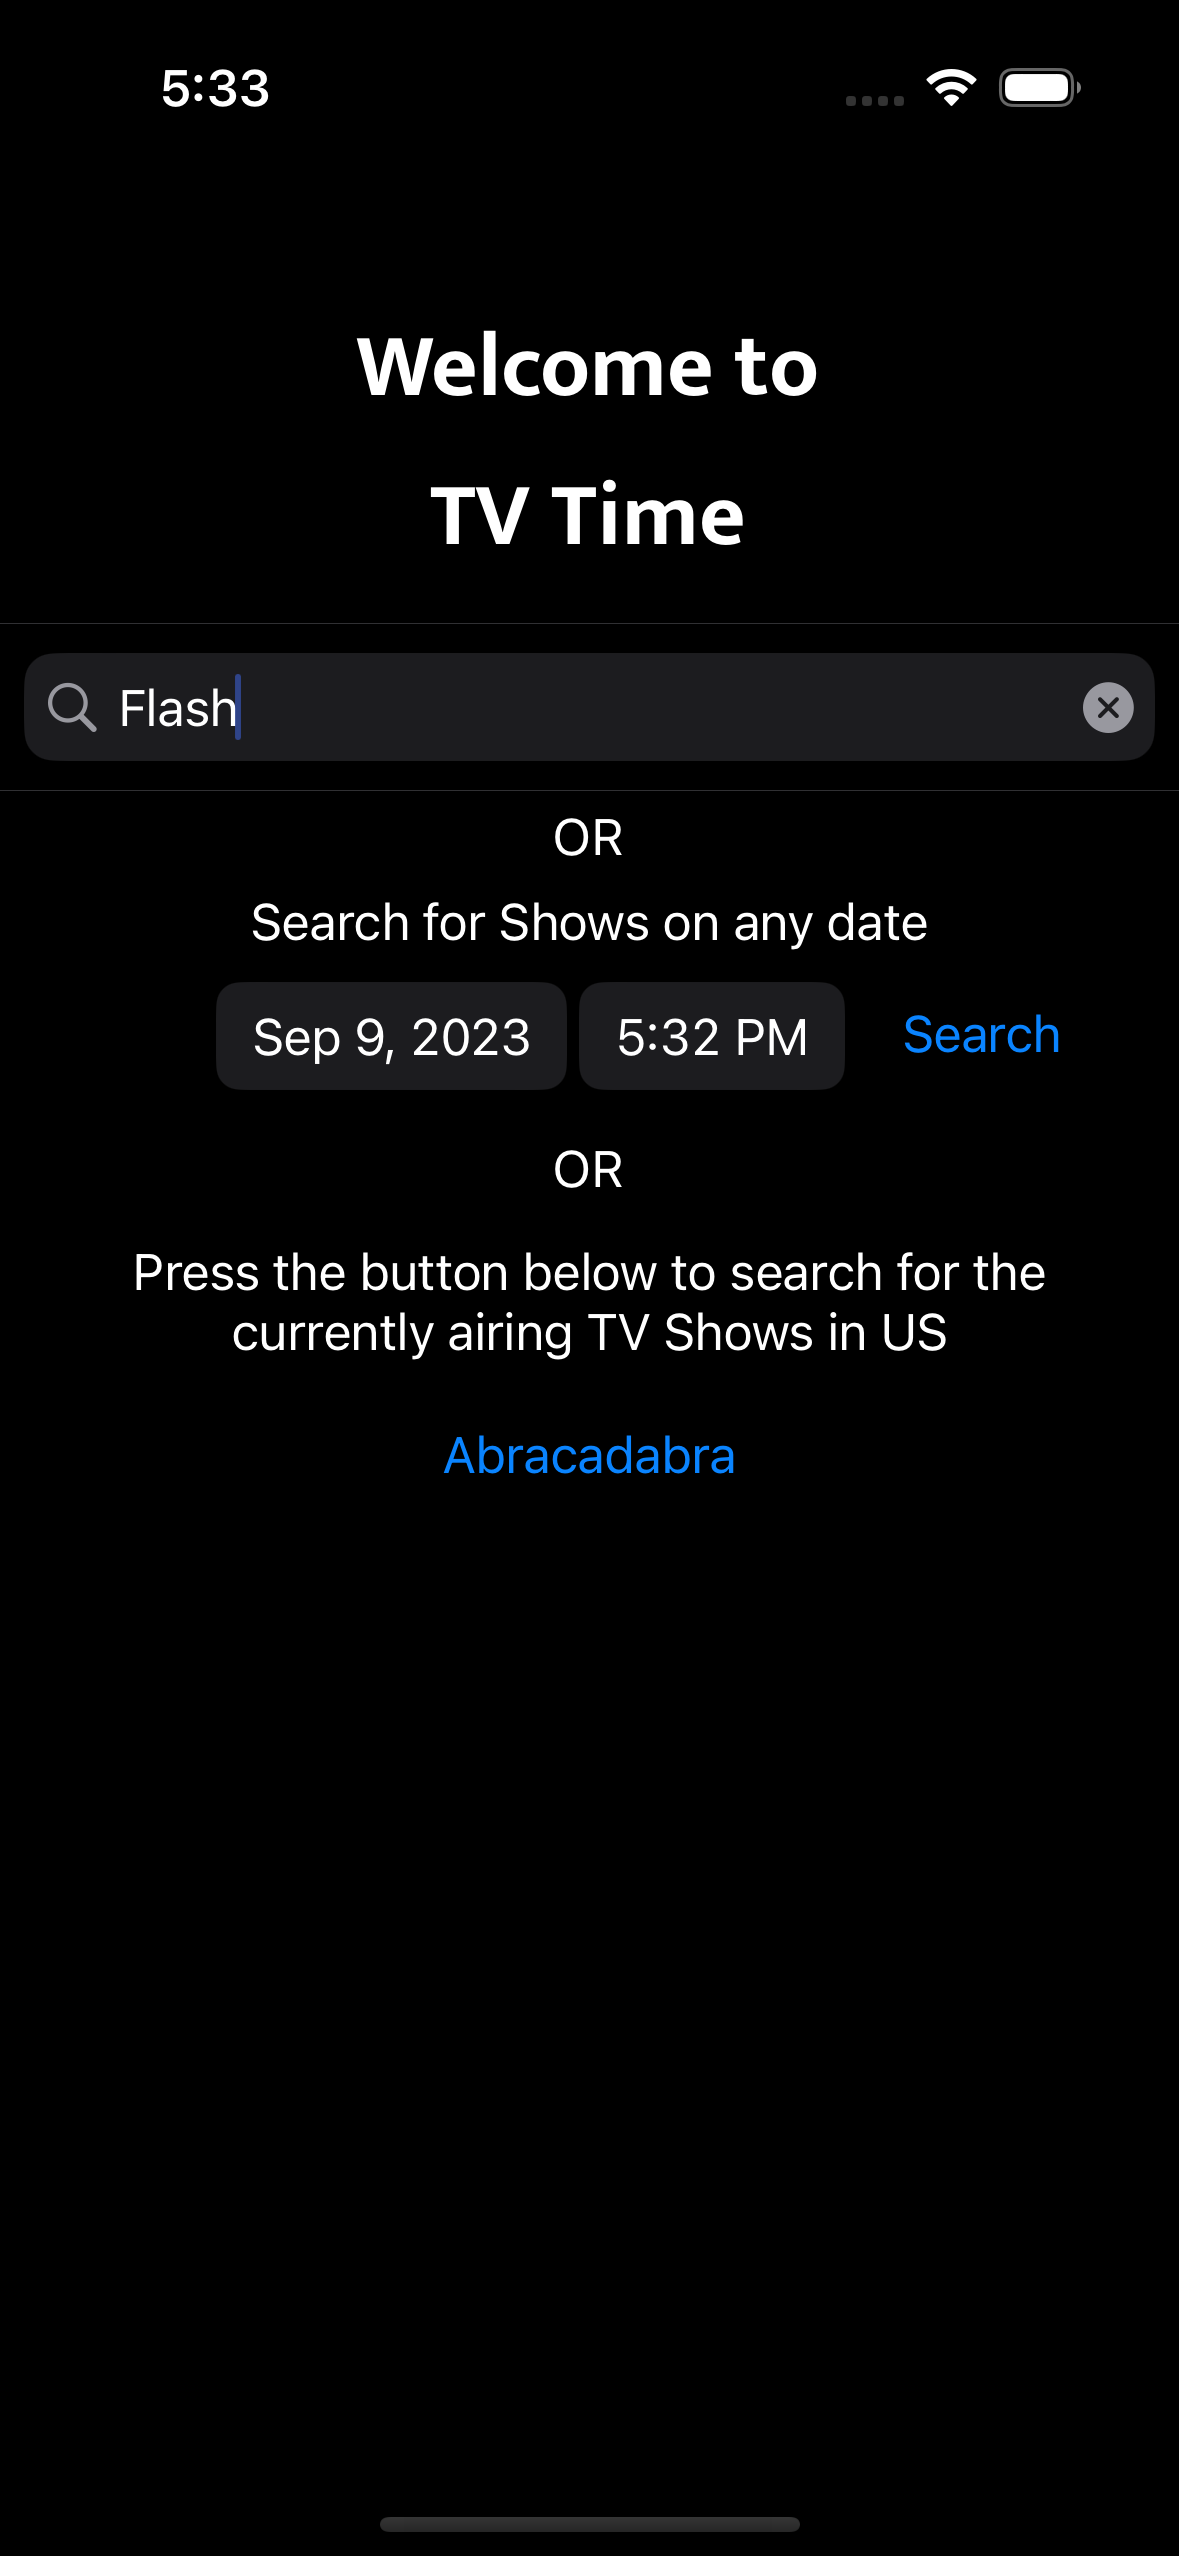 5:33
Welcome to
TV Time
Flash
OR
Search for Shows on any date
Sep 9, 2023 5:32 PM Search
OR
Press the button below to search for the
currently airing TV Shows in US
Abracadabra